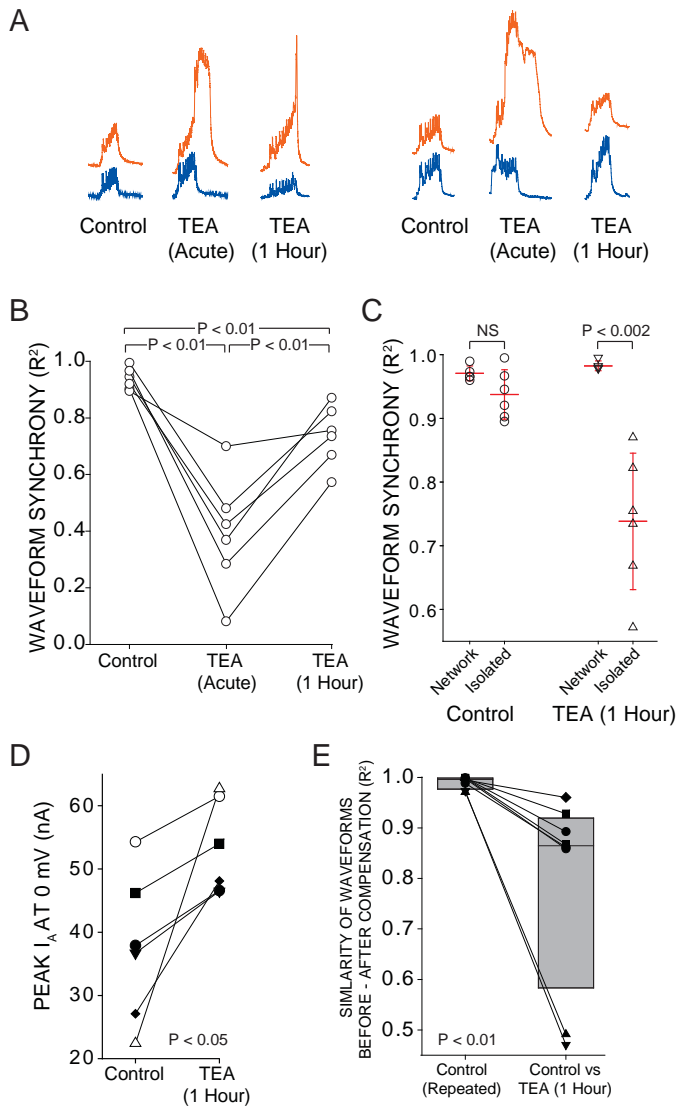 A
Control
TEA
(Acute)
TEA
(1 Hour)
Control
TEA
(Acute)
TEA
(1 Hour)
B
P < 0.01
P < 0.01
P < 0.01
WAVEFORM SYNCHRONY (R²)
1.0
0.8
0.6
0.4
0.2
0.0
Control
TEA
(Acute)
TEA
(1 Hour)
C
NS
P < 0.002
WAVEFORM SYNCHRONY (R²)
1.0
0.9
0.8
0.7
0.6
Network
Isolated
Network
Isolated
Control
TEA (1 Hour)
D
PEAK I_A AT 0 mV (nA)
60
50
40
30
20
P < 0.05
Control
TEA
(1 Hour)
E
SIMLARITY OF WAVEFORMS
BEFORE - AFTER COMPENSATION (R²)
1.0
0.9
0.8
0.7
0.6
0.5
P < 0.01
Control
(Repeated)
Control vs
TEA (1 Hour)